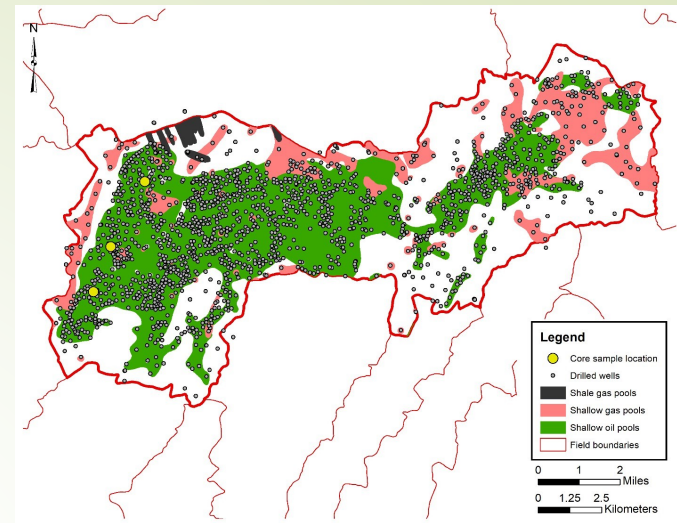 N
Legend
Core sample location
Drilled wells
Shale gas pools
Shallow gas pools
Shallow oil pools
Field boundaries
0 1 2
Miles
0 1.25 2.5
Kilometers